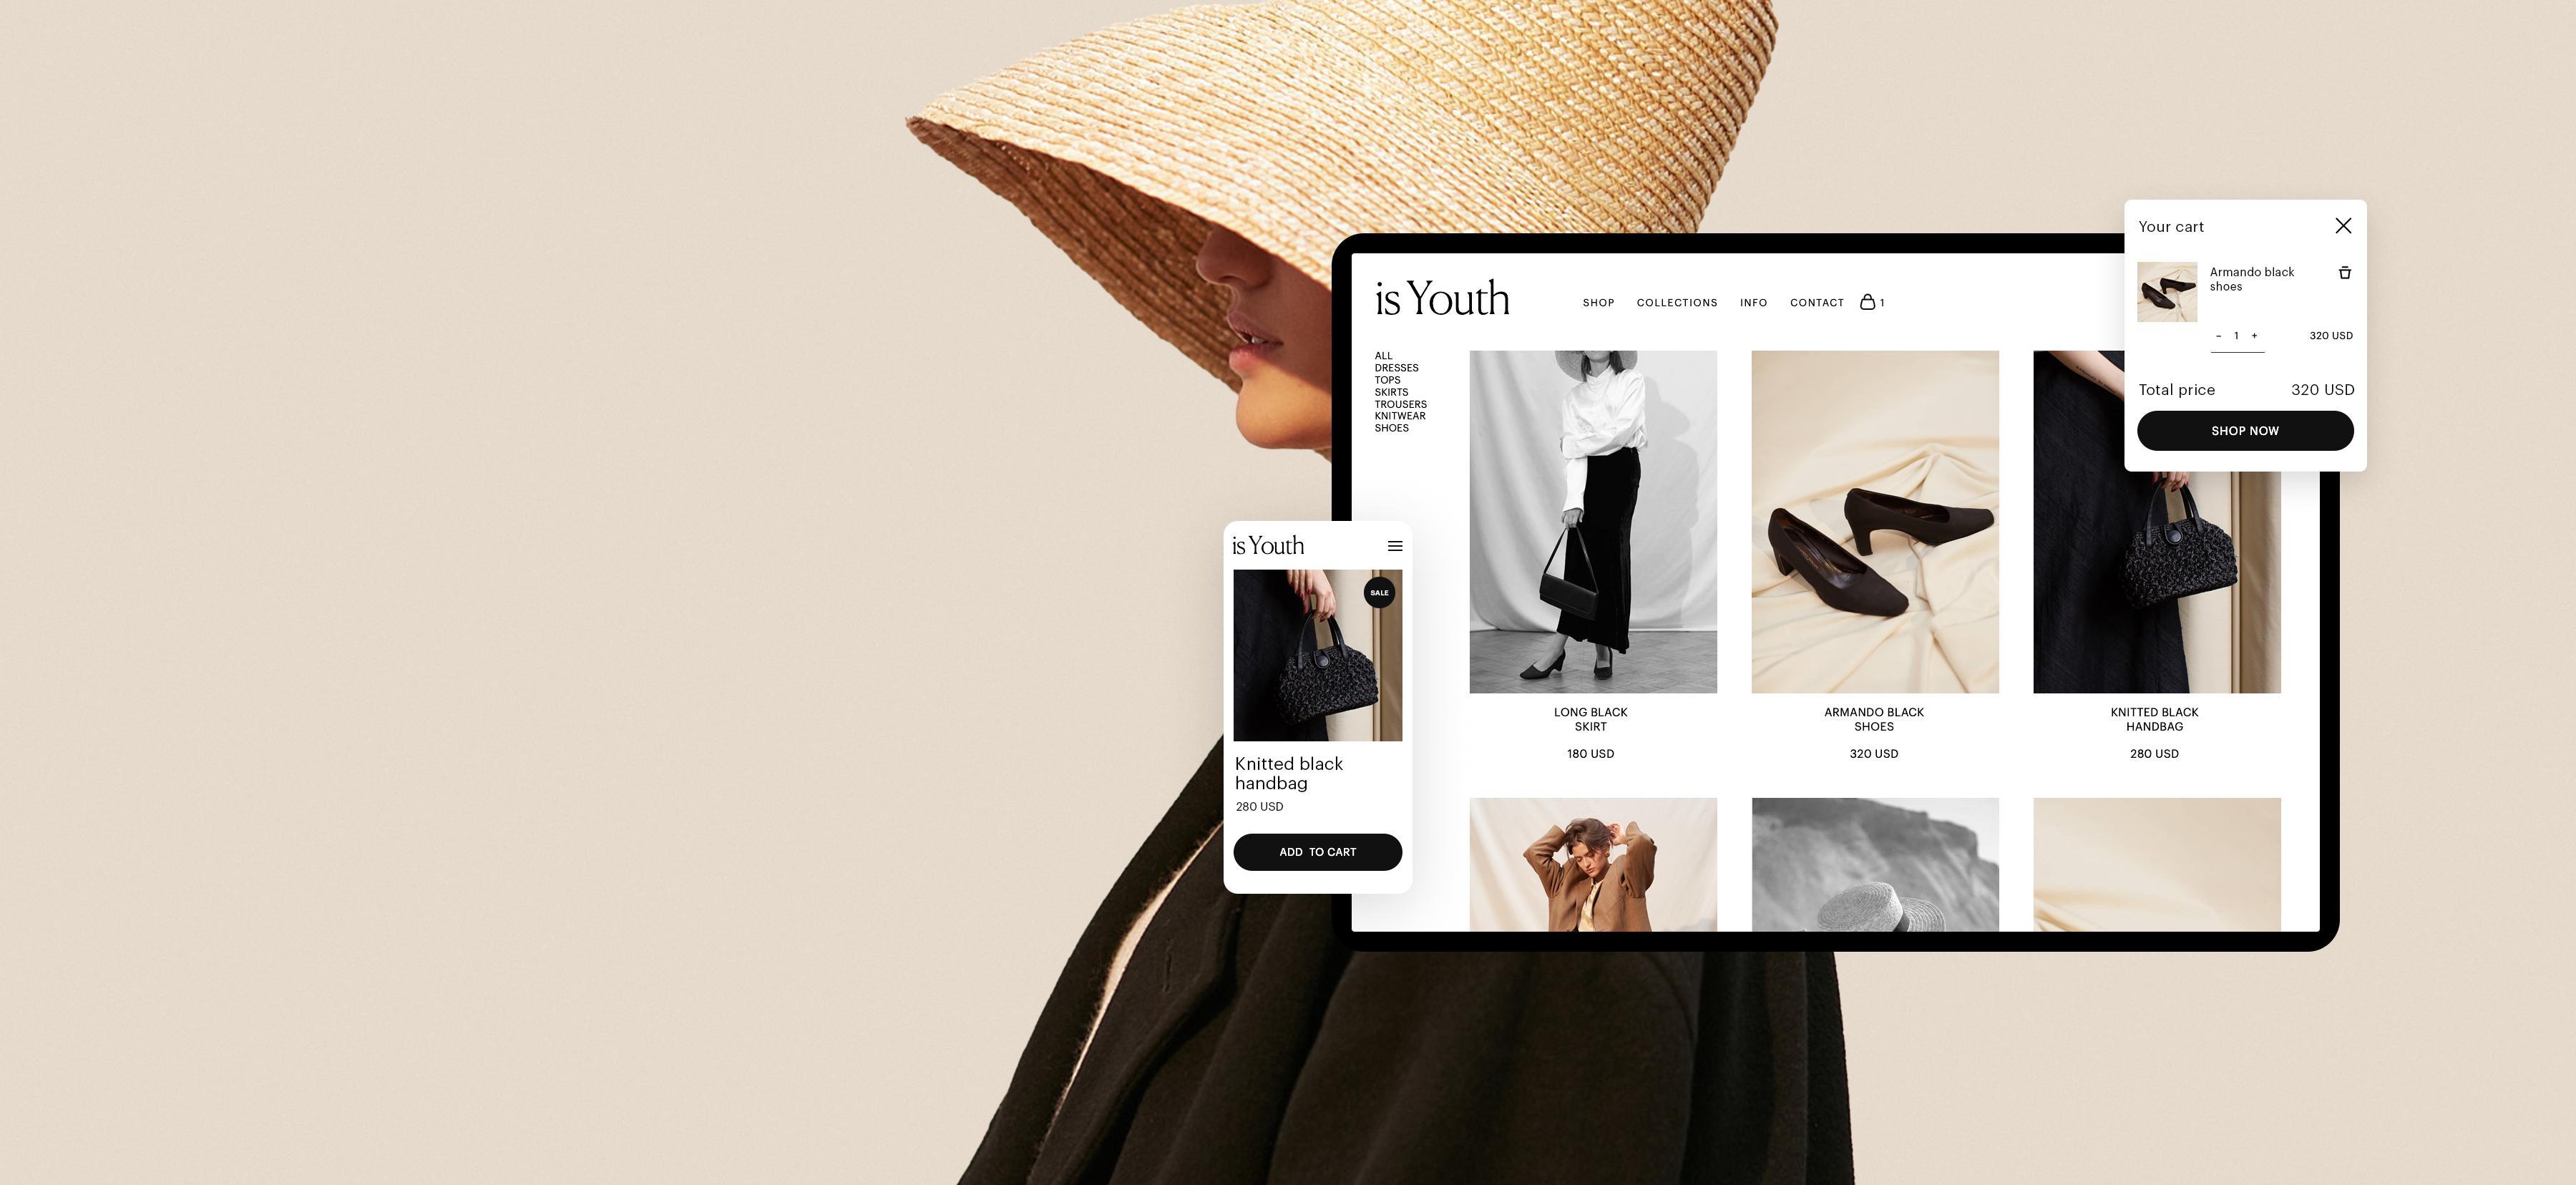 is Youth
SHOP COLLECTIONS INFO CONTACT 1
ALL
DRESSES
TOPS
SKIRTS
TROUSERS
KNITWEAR
SHOES
LONG BLACK
SKIRT
180 USD
ARMANDO BLACK
SHOES
320 USD
KNITTED BLACK
HANDBAG
280 USD
Your cart
Armando black
shoes
- 1 + 320 USD
Total price 320 USD
SHOP NOW
is Youth
SALE
Knitted black
handbag
280 USD
ADD TO CART